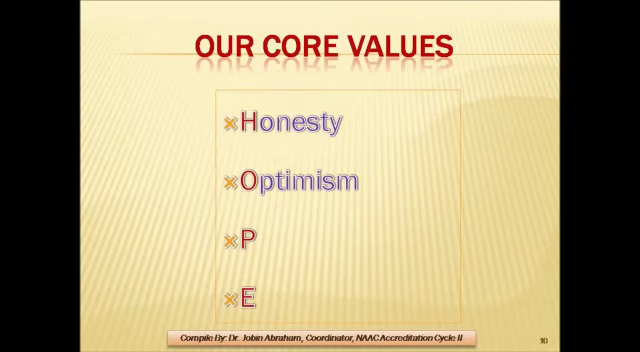 OUR CORE VALUES
Honesty
Optimism
P
E
Compile By: Dr. Jobin Abraham, Coordinator, NAAC Accreditation Cycle II
10